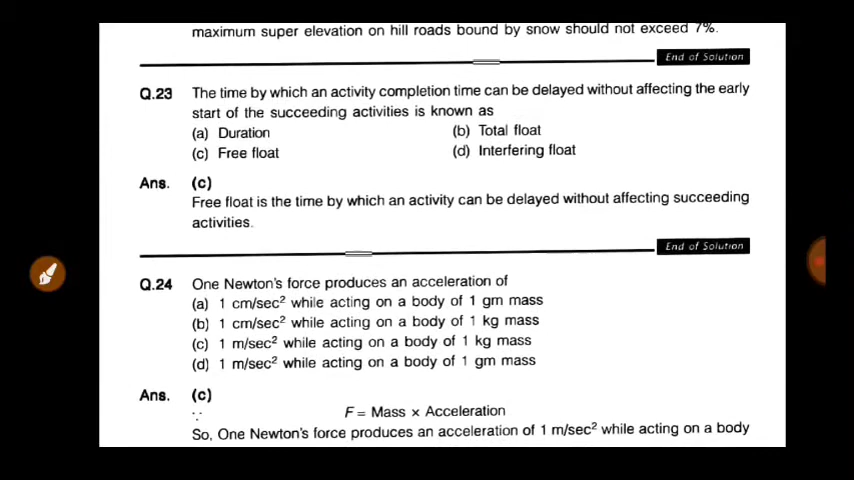 maximum super elevation on hill roads bound by snow should not exceed 7%.
End of Solution
Q.23 The time by which an activity completion time can be delayed without affecting the early
start of the succeeding activities is known as
(a) Duration (b) Total float
(c) Free float (d) Interfering float
Ans. (c)
Free float is the time by which an activity can be delayed without affecting succeeding
activities.
End of Solution
Q.24 One Newton's force produces an acceleration of
(a) 1 cm/sec² while acting on a body of 1 gm mass
(b) 1 cm/sec² while acting on a body of 1 kg mass
(c) 1 m/sec² while acting on a body of 1 kg mass
(d) 1 m/sec² while acting on a body of 1 gm mass
Ans. (c)
∵ F = Mass × Acceleration
So, One Newton's force produces an acceleration of 1 m/sec² while acting on a body